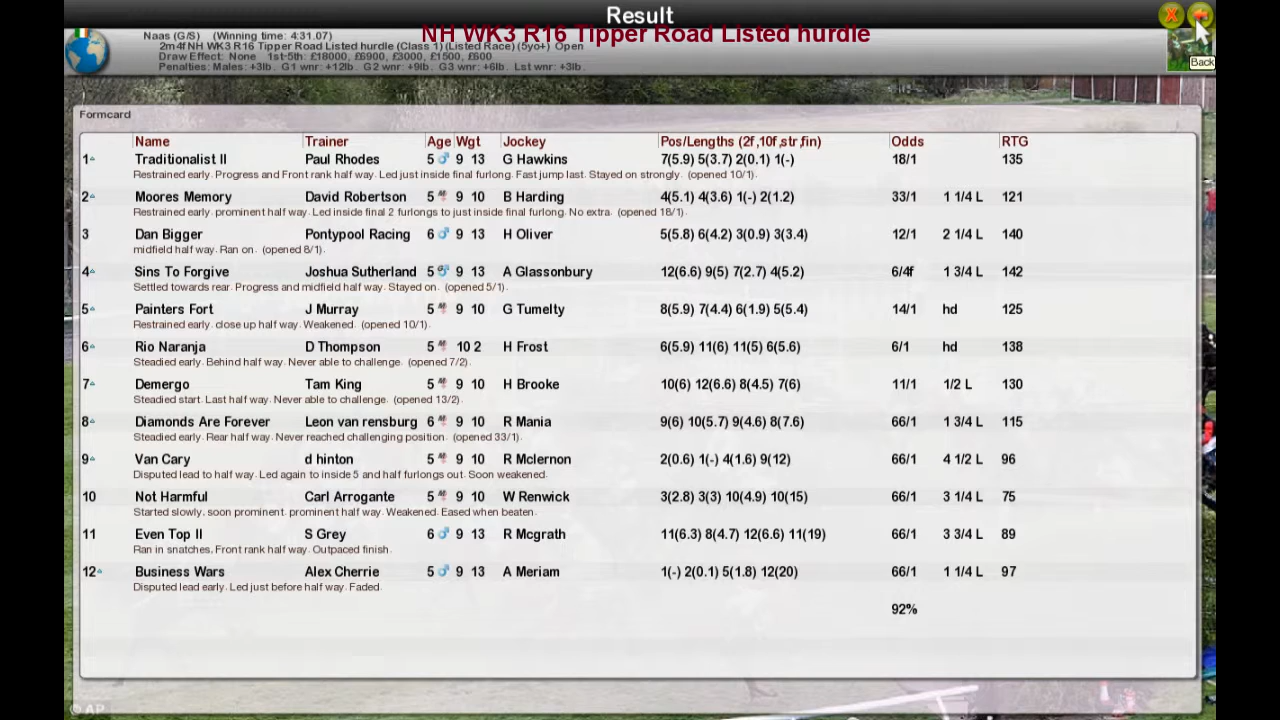 Result
NH WK3 R16 Tipper Road Listed hurdle
Naas (G/S) (Winning time: 4:31.07)
2m4f NH WK3 R16 Tipper Road Listed hurdle (Class 1) (Listed Race) (5yo+) Open
Draw Effect: None 1st-5th: £18000, £6900, £3000, £1500, £600
Penalties: Males: +3lb. G1 wnr: +12lb. G2 wnr: +9lb. G3 wnr: +6lb. Lst wnr: +3lb.
X
Back
Formcard
Name Trainer Age Wgt Jockey Pos/Lengths (2f,10f,str,fin) Odds RTG
1 Traditionalist II Paul Rhodes 5 9 13 G Hawkins 7(5.9) 5(3.7) 2(0.1) 1(-) 18/1 135
Restrained early. Progress and Front rank half way. Led just inside final furlong. Fast jump last. Stayed on strongly. (opened 10/1).
2 Moores Memory David Robertson 5 9 10 B Harding 4(5.1) 4(3.6) 1(-) 2(1.2) 33/1 1 1/4 L 121
Restrained early. prominent half way. Led inside final 2 furlongs to just inside final furlong. No extra. (opened 18/1).
3 Dan Bigger Pontypool Racing 6 9 13 H Oliver 5(5.8) 6(4.2) 3(0.9) 3(3.4) 12/1 2 1/4 L 140
midfield half way. Ran on. (opened 8/1).
4 Sins To Forgive Joshua Sutherland 5 9 13 A Glassonbury 12(6.6) 9(5) 7(2.7) 4(5.2) 6/4f 1 3/4 L 142
Settled towards rear. Progress and midfield half way. Stayed on. (opened 5/1).
5 Painters Fort J Murray 5 9 10 G Tumelty 8(5.9) 7(4.4) 6(1.9) 5(5.4) 14/1 hd 125
Restrained early. close up half way. Weakened. (opened 10/1).
6 Rio Naranja D Thompson 5 10 2 H Frost 6(5.9) 11(6) 11(5) 6(5.6) 6/1 hd 138
Steadied early. Behind half way. Never able to challenge. (opened 7/2).
7 Demergo Tam King 5 9 10 H Brooke 10(6) 12(6.6) 8(4.5) 7(6) 11/1 1/2 L 130
Steadied start. Last half way. Never able to challenge. (opened 13/2).
8 Diamonds Are Forever Leon van rensburg 6 9 10 R Mania 9(6) 10(5.7) 9(4.6) 8(7.6) 66/1 1 3/4 L 115
Steadied early. Rear half way. Never reached challenging position. (opened 33/1).
9 Van Cary d hinton 5 9 10 R Mclernon 2(0.6) 1(-) 4(1.6) 9(12) 66/1 4 1/2 L 96
Disputed lead to half way. Led again to inside 5 and half furlongs out. Soon weakened.
10 Not Harmful Carl Arrogante 5 9 10 W Renwick 3(2.8) 3(3) 10(4.9) 10(15) 66/1 3 1/4 L 75
Started slowly, soon prominent. prominent half way. Weakened. Eased when beaten.
11 Even Top II S Grey 6 9 13 R Mcgrath 11(6.3) 8(4.7) 12(6.6) 11(19) 66/1 3 3/4 L 89
Ran in snatches, Front rank half way. Outpaced finish.
12 Business Wars Alex Cherrie 5 9 13 A Meriam 1(-) 2(0.1) 5(1.8) 12(20) 66/1 1 1/4 L 97
Disputed lead early. Led just before half way. Faded.
92%
© AP